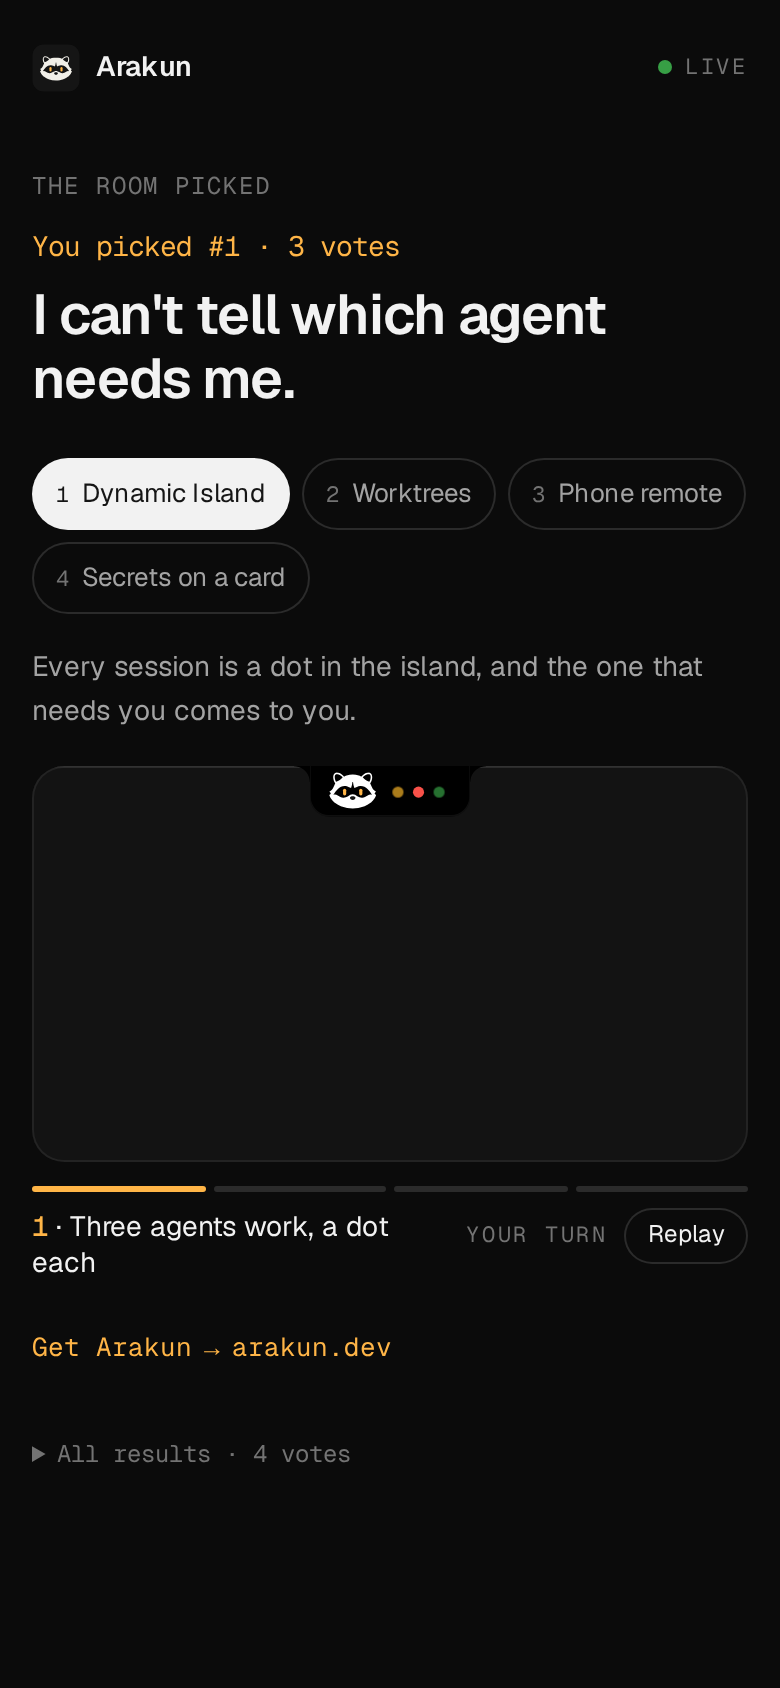 Arakun
LIVE
THE ROOM PICKED
You picked #1 · 3 votes
I can't tell which agent
needs me.
1 Dynamic Island
2 Worktrees
3 Phone remote
4 Secrets on a card
Every session is a dot in the island, and the one that
needs you comes to you.
1 · Three agents work, a dot
each
YOUR TURN
Replay
Get Arakun → arakun.dev
▶ All results · 4 votes